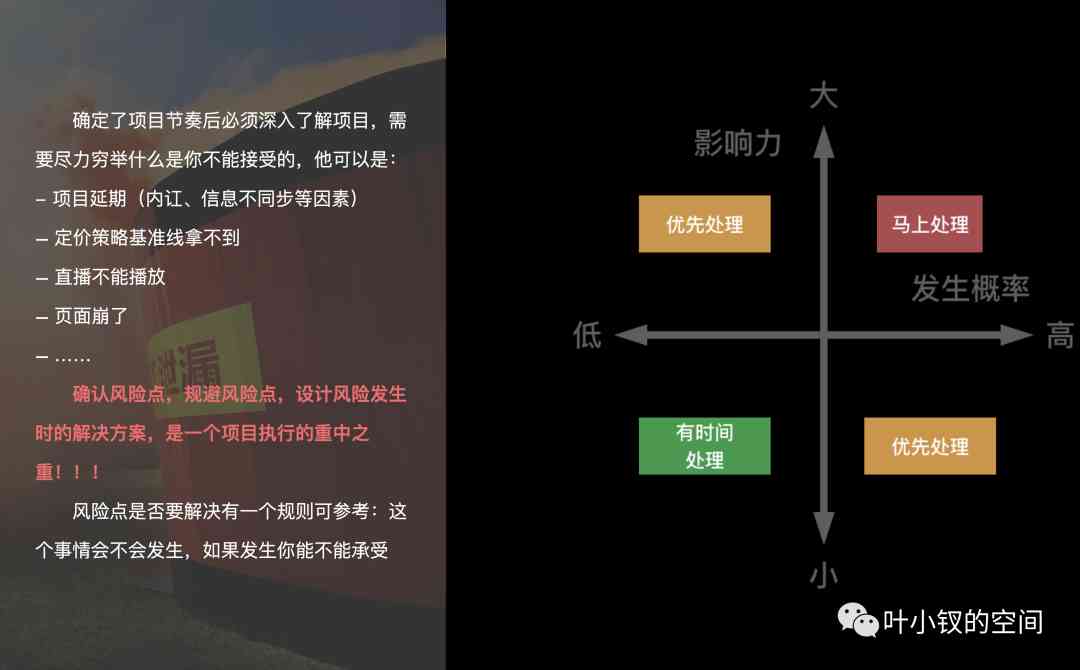 确定了项目节奏后必须深入了解项目，需
要尽力穷举什么是你不能接受的，他可以是：
– 项目延期（内讧、信息不同步等因素）
– 定价策略基准线拿不到
– 直播不能播放
– 页面崩了
– ……
确认风险点，规避风险点，设计风险发生
时的解决方案，是一个项目执行的重中之
重！！！
风险点是否要解决有一个规则可参考：这
个事情会不会发生，如果发生你能不能承受
泄漏
大
影响力
优先处理
马上处理
发生概率
低
高
有时间
处理
优先处理
小
叶小钗的空间